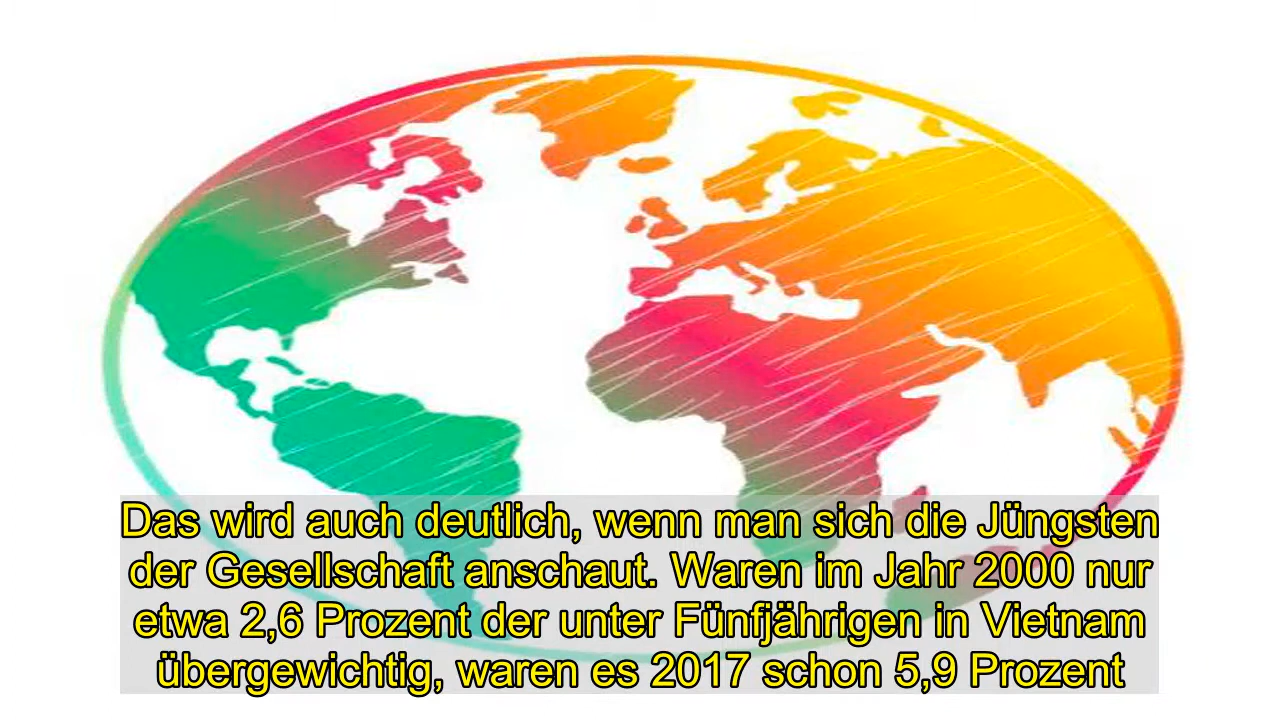 Das wird auch deutlich, wenn man sich die Jüngsten
der Gesellschaft anschaut. Waren im Jahr 2000 nur
etwa 2,6 Prozent der unter Fünfjährigen in Vietnam
übergewichtig, waren es 2017 schon 5,9 Prozent